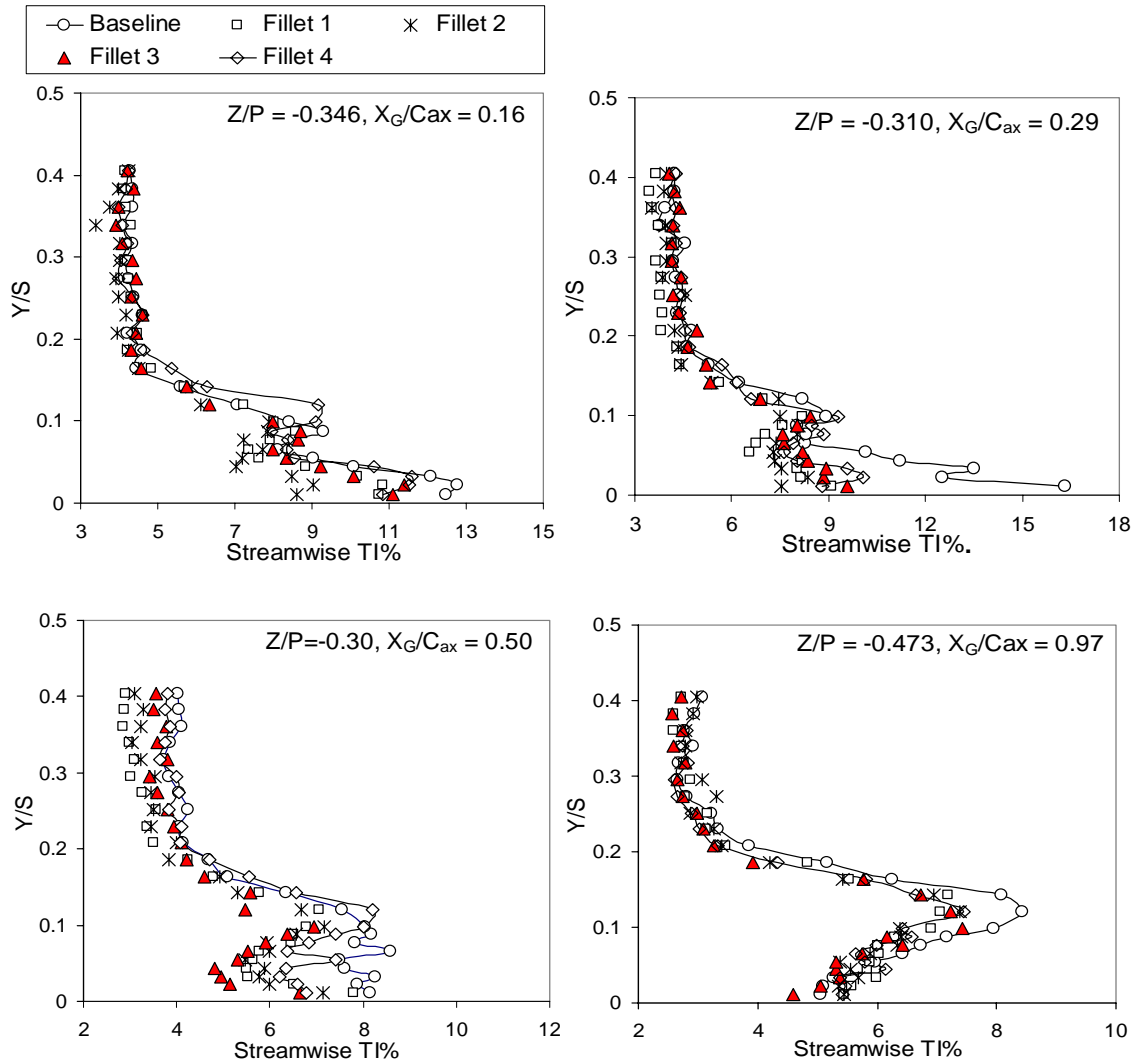 Baseline Fillet 1 Fillet 2
Fillet 3 Fillet 4
Z/P = -0.346, X_G/Cax = 0.16
0.5
0.4
0.3
0.2
0.1
0
Y/S
3 5 7 9 11 13 15
Streamwise TI%
Z/P = -0.310, X_G/C_ax = 0.29
0.5
0.4
0.3
0.2
0.1
0
Y/S
3 6 9 12 15 18
Streamwise TI%.
Z/P=-0.30, X_G/C_ax = 0.50
0.5
0.4
0.3
0.2
0.1
0
Y/S
2 4 6 8 10 12
Streamwise TI%
Z/P = -0.473, X_G/Cax = 0.97
0.5
0.4
0.3
0.2
0.1
0
Y/S
2 4 6 8 10
Streamwise TI%